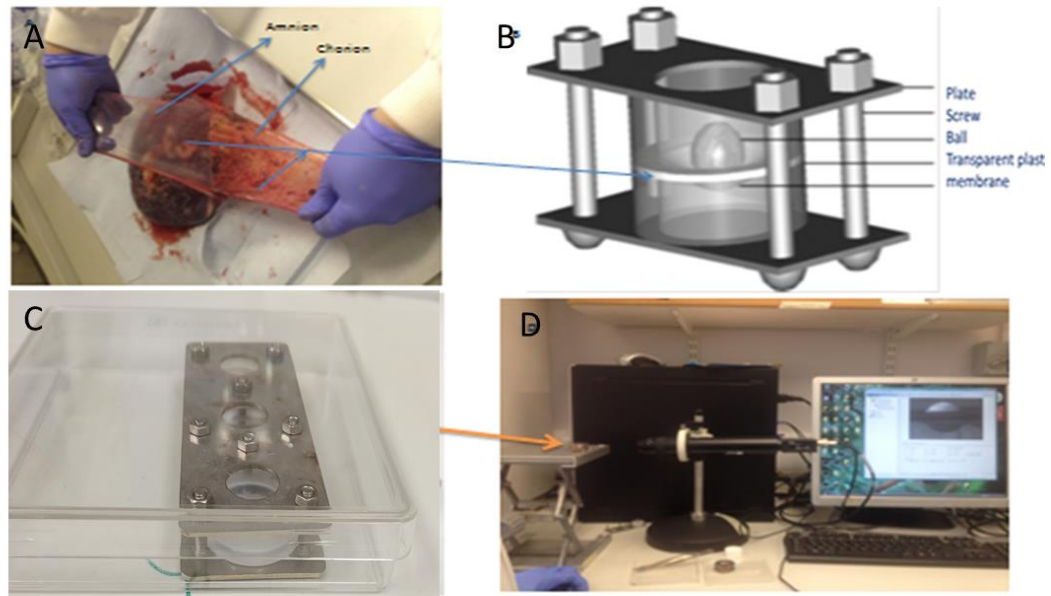 A
Amnion
Chorion
B
Plate
Screw
Ball
Transparent plast
membrane
C
D